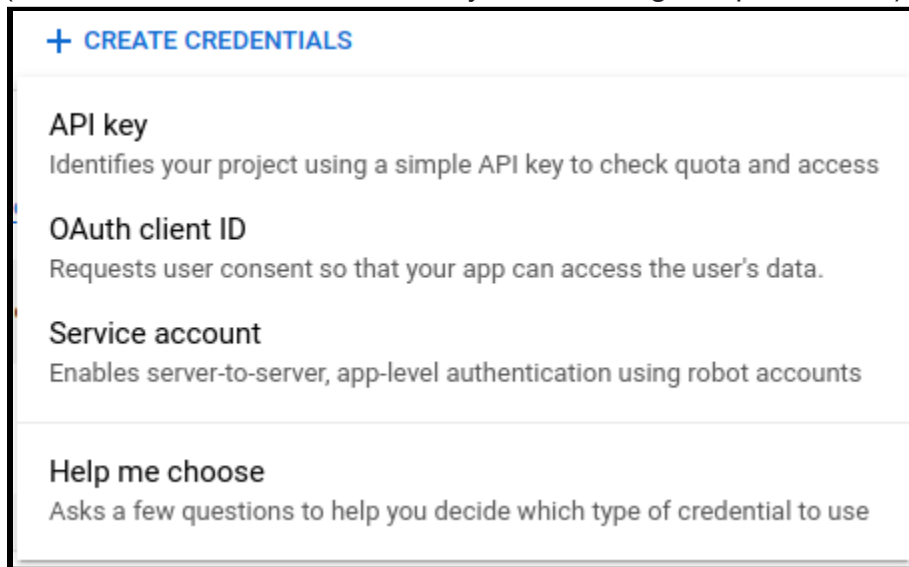 + CREATE CREDENTIALS
API key
Identifies your project using a simple API key to check quota and access
OAuth client ID
Requests user consent so that your app can access the user's data.
Service account
Enables server-to-server, app-level authentication using robot accounts
Help me choose
Asks a few questions to help you decide which type of credential to use